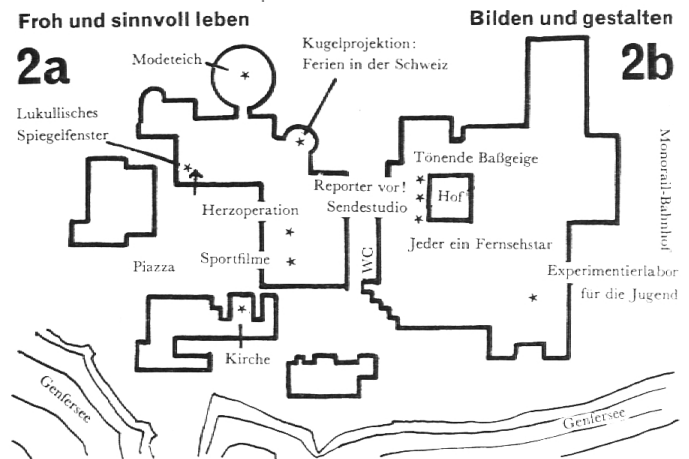 Froh und sinnvoll leben
Bilden und gestalten
2a
2b
Modeteich
Kugelprojektion:
Ferien in der Schweiz
Lukullisches
Spiegelfenster
Tönende Baßgeige
Monorail-Bahnhof
Reporter vor!
Sendestudio
Hof
Herzoperation
Jeder ein Fernsehstar
WC
Sportfilme
Piazza
Experimentierlabor
für die Jugend
Kirche
Genfersee
Genfersee